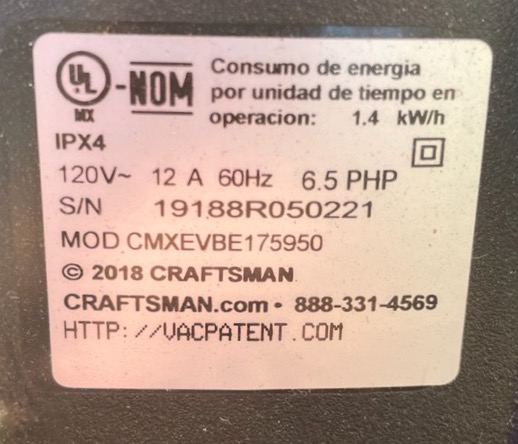 UL
MX
-NOM
Consumo de energia
por unidad de tiempo en
operacion: 1.4 kW/h
IPX4
120V~ 12 A 60Hz 6.5 PHP
S/N 19188R050221
MOD CMXEVBE175950
© 2018 CRAFTSMAN
CRAFTSMAN.com • 888-331-4569
HTTP://VACPATENT.COM